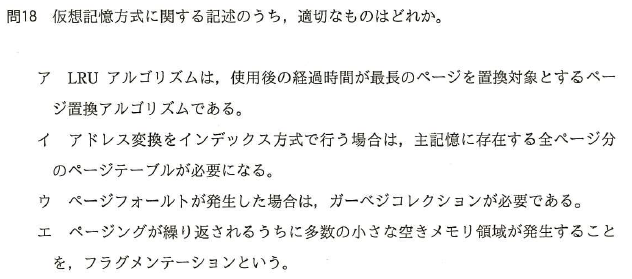 問18 仮想記憶方式に関する記述のうち，適切なものはどれか。
ア LRU アルゴリズムは，使用後の経過時間が最長のページを置換対象とするペー
ジ置換アルゴリズムである。
イ アドレス変換をインデックス方式で行う場合は，主記憶に存在する全ページ分
のページテーブルが必要になる。
ウ ページフォールトが発生した場合は，ガーベジコレクションが必要である。
エ ページングが繰り返されるうちに多数の小さな空きメモリ領域が発生すること
を，フラグメンテーションという。